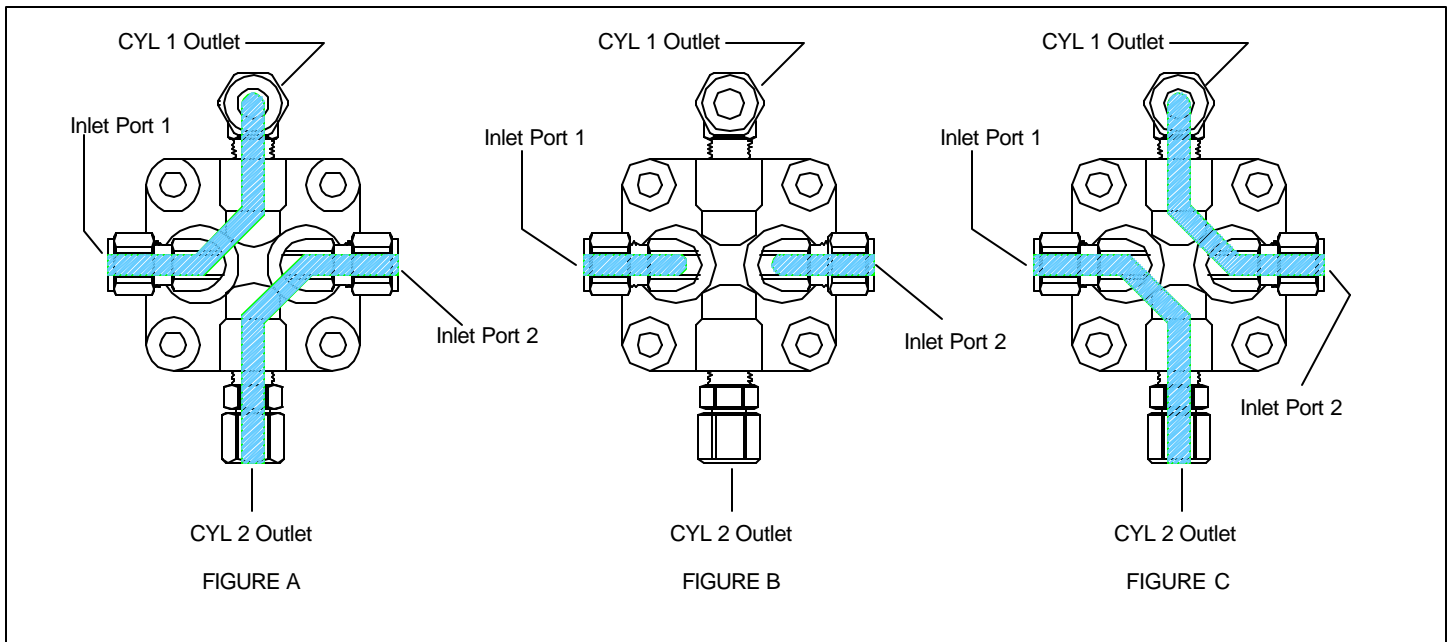 CYL 1 Outlet
Inlet Port 1
Inlet Port 2
CYL 2 Outlet
FIGURE A
CYL 1 Outlet
Inlet Port 1
Inlet Port 2
CYL 2 Outlet
FIGURE B
CYL 1 Outlet
Inlet Port 1
Inlet Port 2
CYL 2 Outlet
FIGURE C